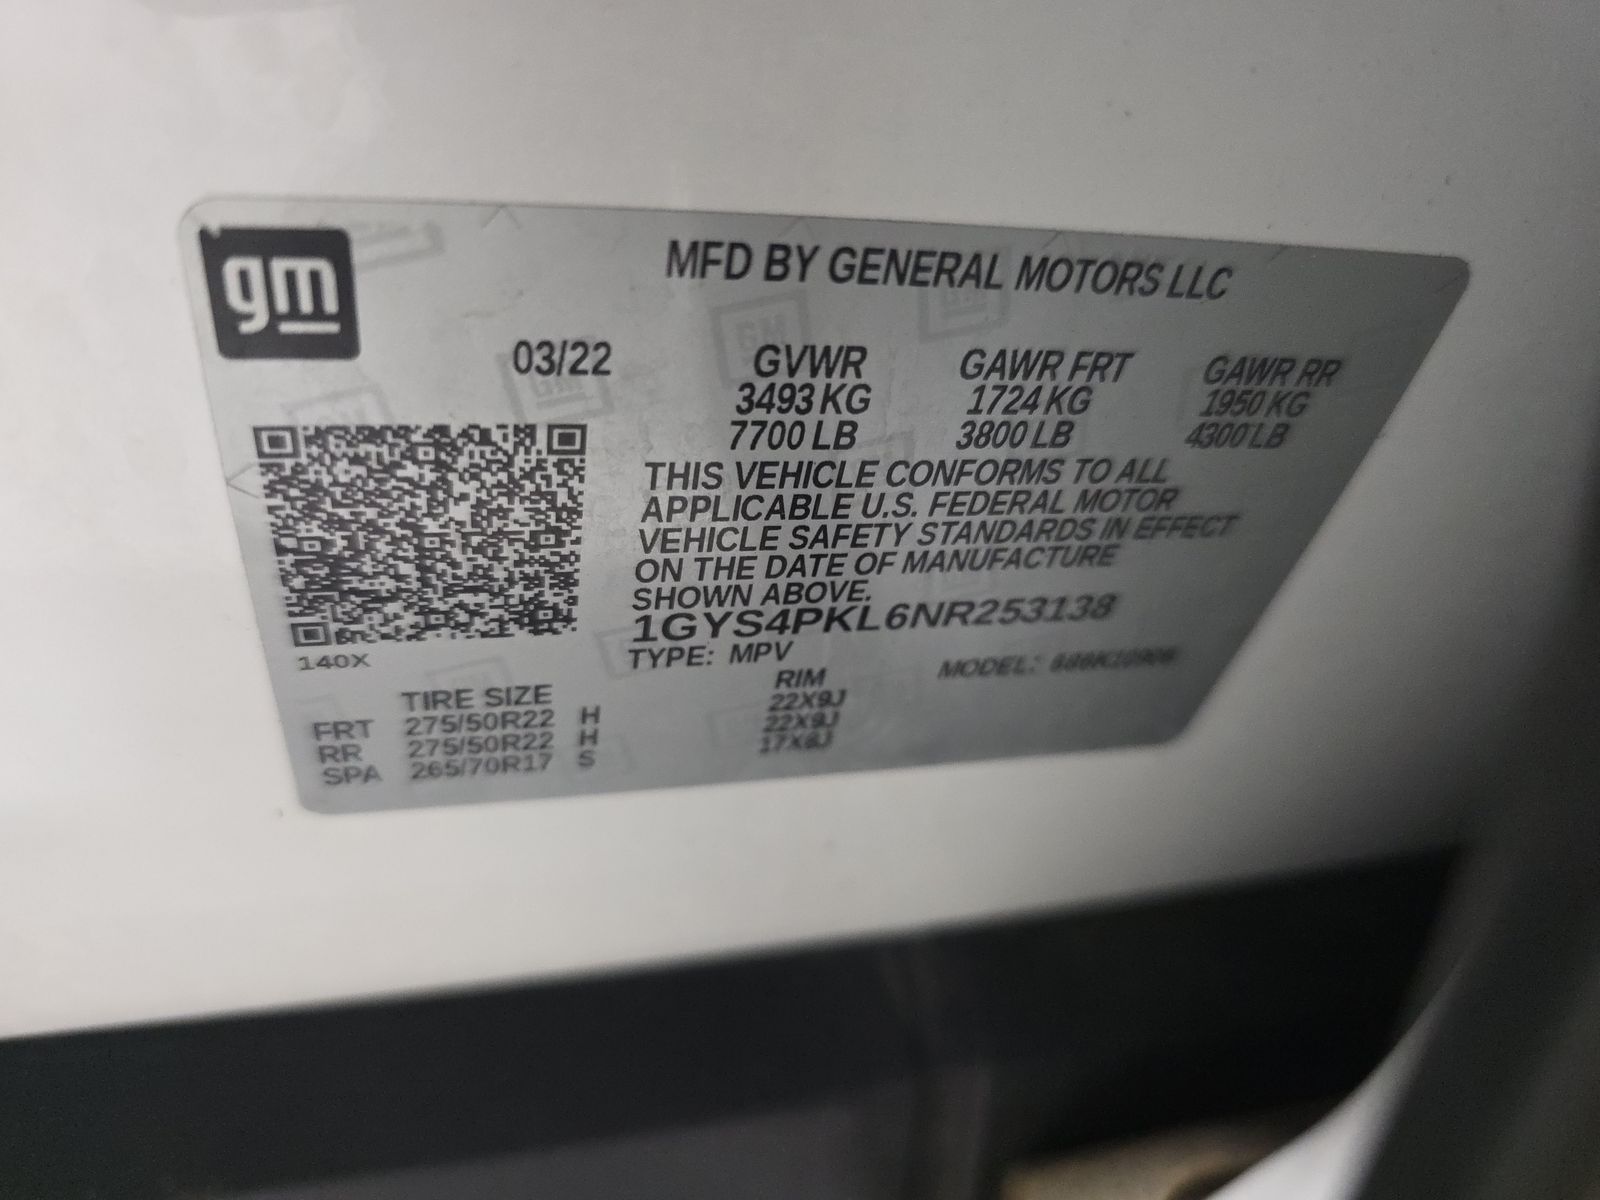 gm
MFD BY GENERAL MOTORS LLC
03/22 GVWR GAWR FRT GAWR RR
3493 KG 1724 KG 1950 KG
7700 LB 3800 LB 4300 LB
THIS VEHICLE CONFORMS TO ALL
APPLICABLE U.S. FEDERAL MOTOR
VEHICLE SAFETY STANDARDS IN EFFECT
ON THE DATE OF MANUFACTURE
SHOWN ABOVE.
1GYS4PKL6NR253138
140X TYPE: MPV MODEL:
TIRE SIZE RIM
FRT 275/50R22 H 22X9J
RR 275/50R22 H 22X9J
SPA 265/70R17 S 17X8J